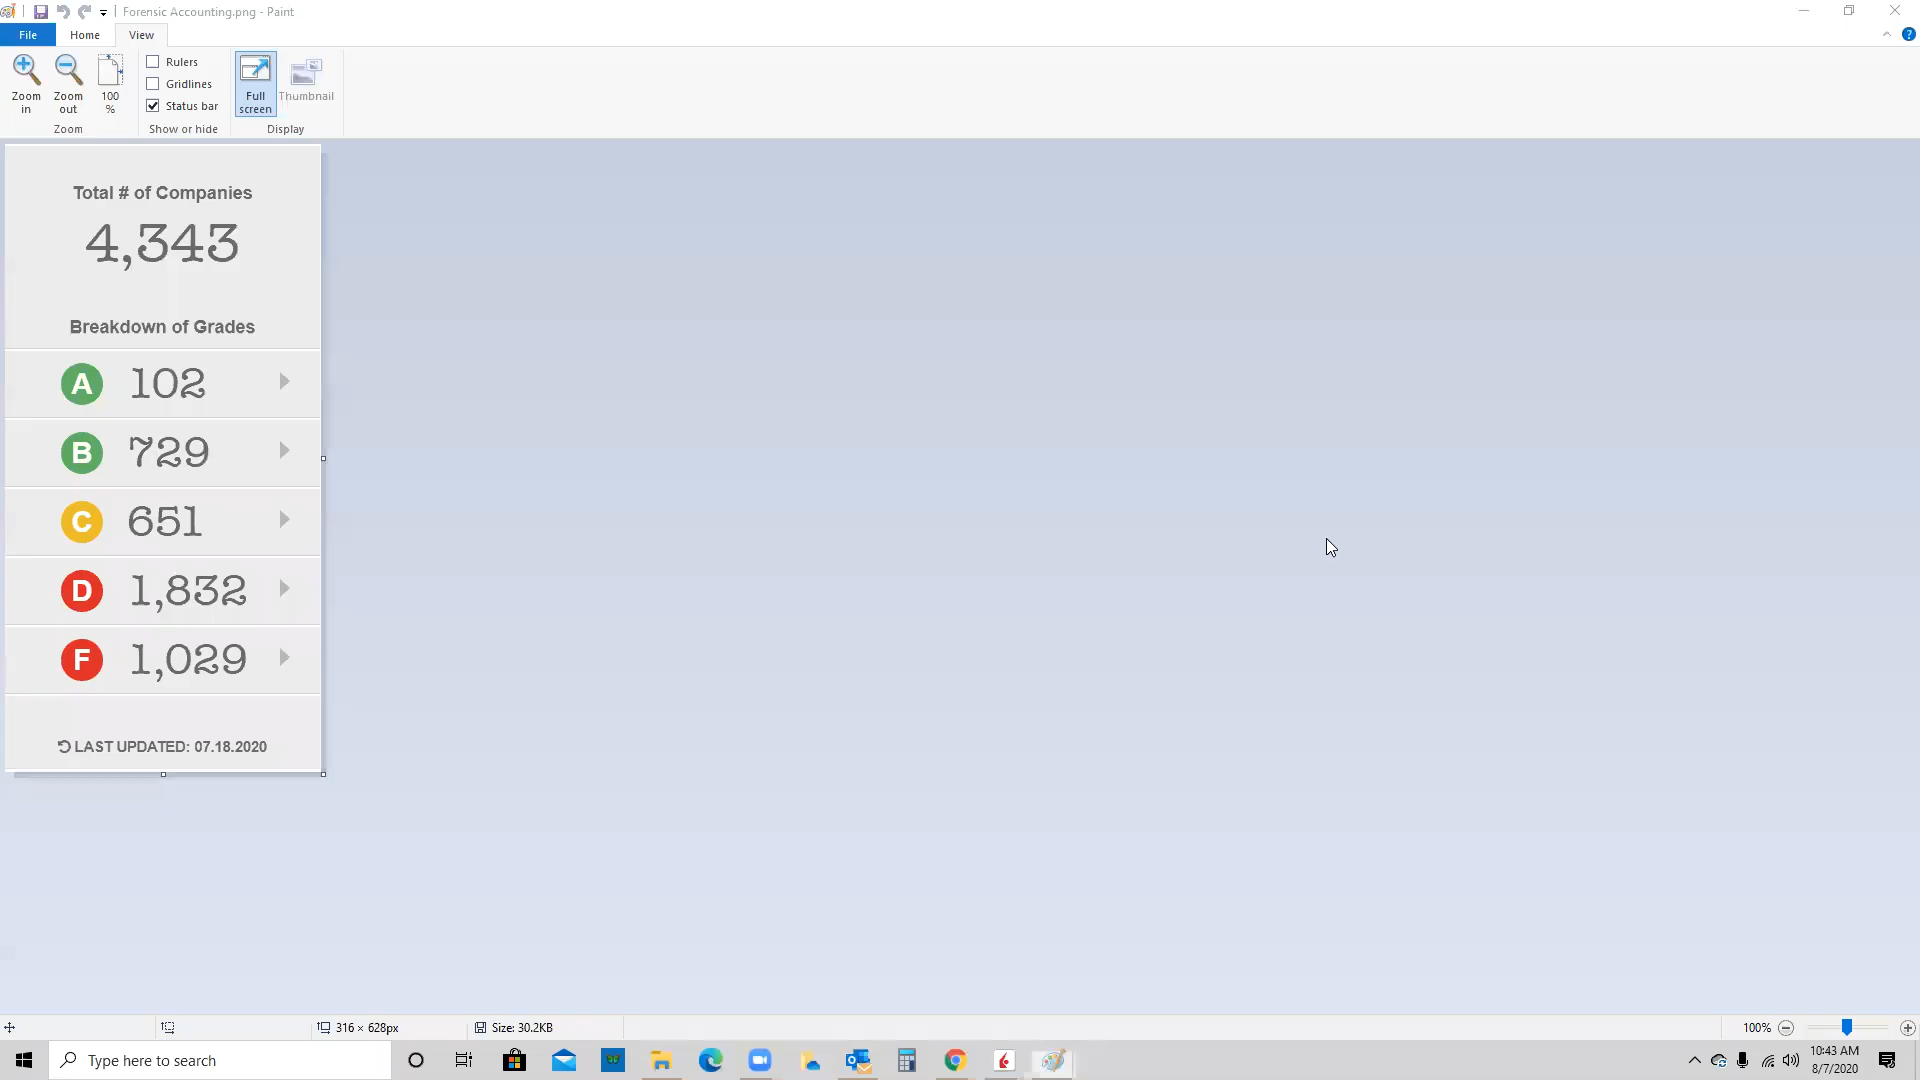 Forensic Accounting.png - Paint
File Home View
Zoom in
Zoom out
100 %
Rulers
Gridlines
Status bar
Full screen
Thumbnail
Zoom
Show or hide
Display
Total # of Companies
4,343
Breakdown of Grades
A 102
B 729
C 651
D 1,832
F 1,029
LAST UPDATED: 07.18.2020
316 × 628px
Size: 30.2KB
100%
Type here to search
10:43 AM
8/7/2020